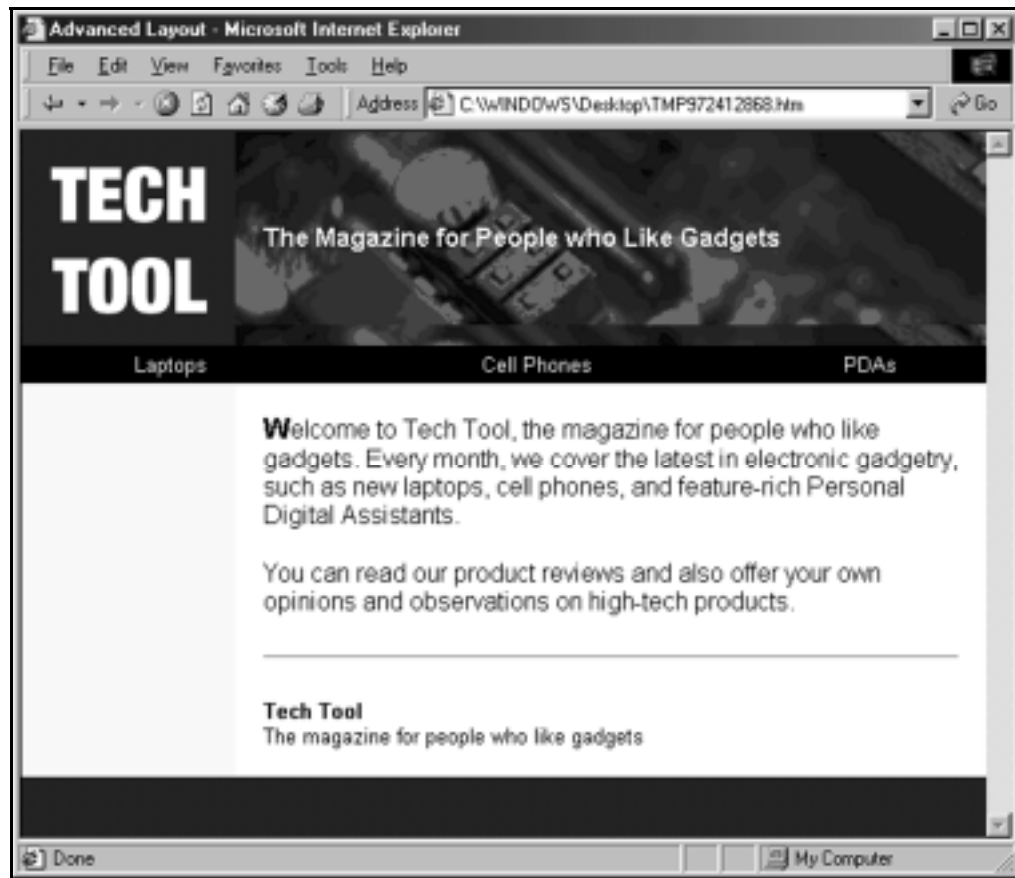 Advanced Layout - Microsoft Internet Explorer
File Edit View Favorites Tools Help
Address C:\WINDOWS\Desktop\TMP972412868.htm Go
TECH
TOOL
The Magazine for People who Like Gadgets
Laptops Cell Phones PDAs
Welcome to Tech Tool, the magazine for people who like
gadgets. Every month, we cover the latest in electronic gadgetry,
such as new laptops, cell phones, and feature-rich Personal
Digital Assistants.
You can read our product reviews and also offer your own
opinions and observations on high-tech products.
Tech Tool
The magazine for people who like gadgets
Done My Computer